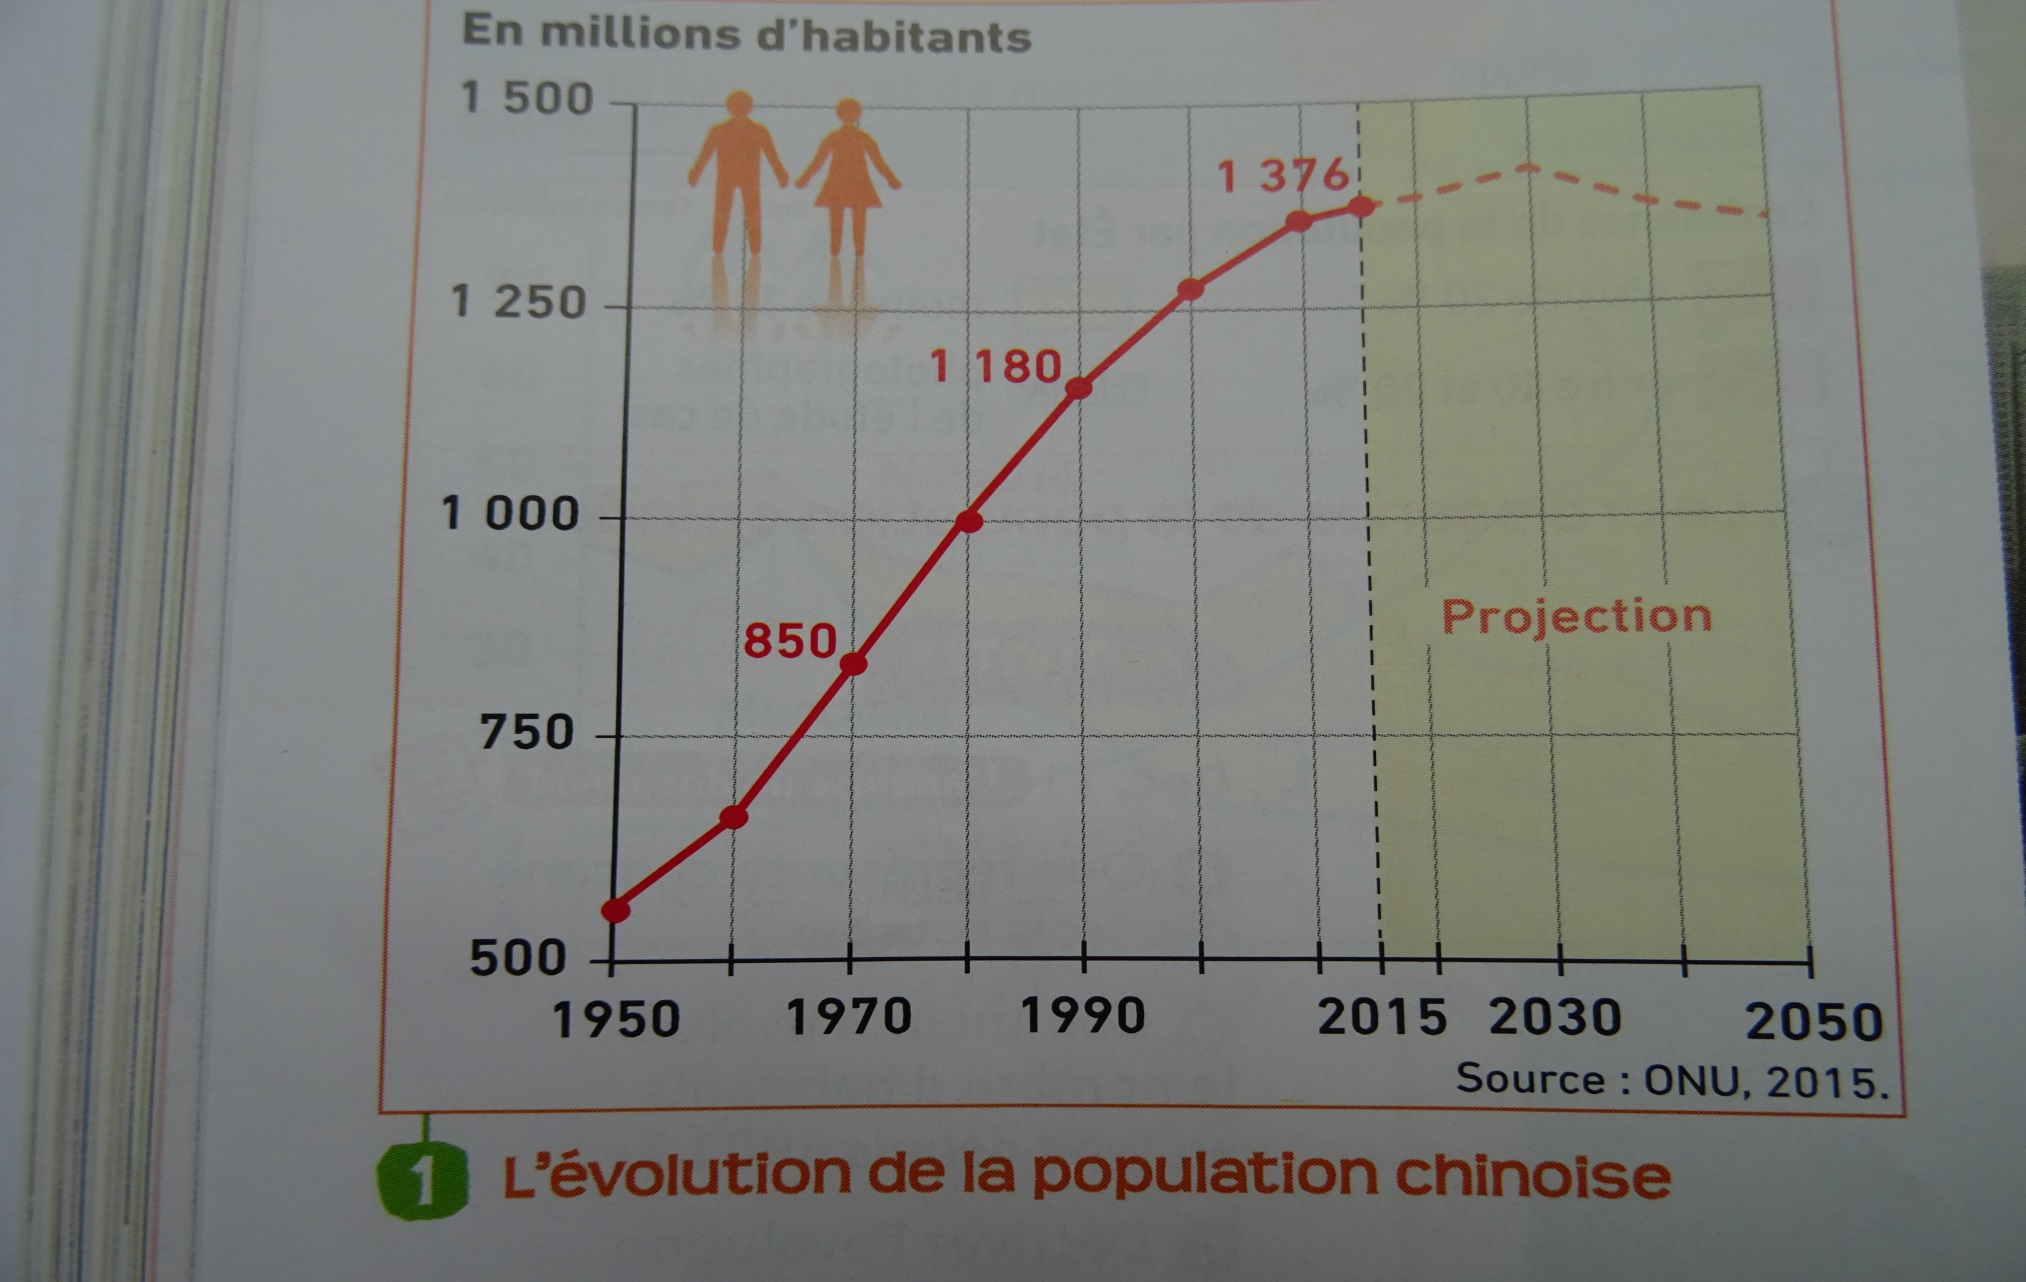 En millions d'habitants
1 500
1 376
1 250
1 180
1 000
850
Projection
750
500
1950 1970 1990 2015 2030 2050
Source : ONU, 2015.
1 L'évolution de la population chinoise